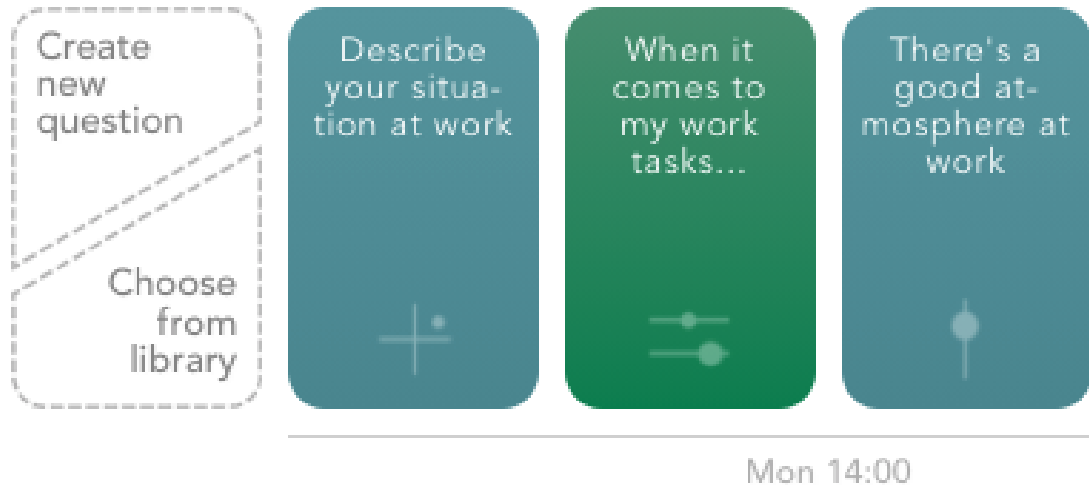 Create
new
question
Choose
from
library
Describe
your situa-
tion at work
When it
comes to
my work
tasks...
There's a
good at-
mosphere at
work
Mon 14:00